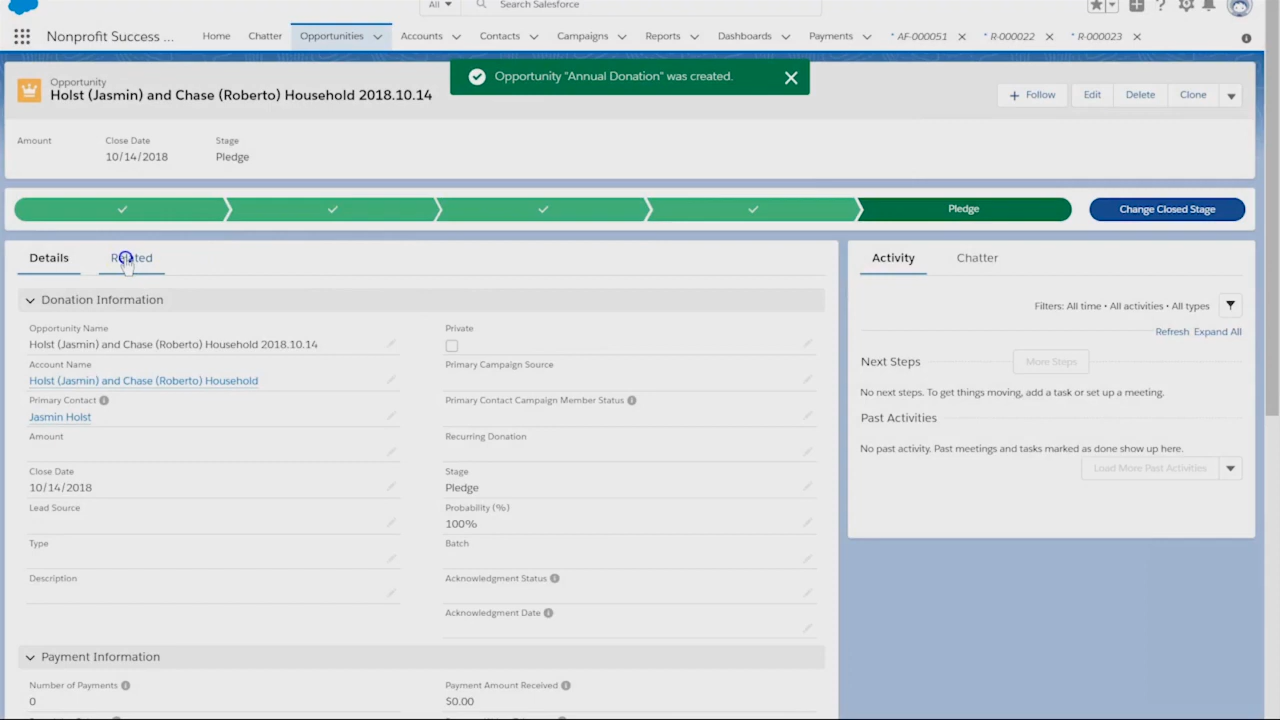 All
Search Salesforce
Nonprofit Success ...
Home
Chatter
Opportunities
Accounts
Contacts
Campaigns
Reports
Dashboards
Payments
* AF-000051
* R-000022
* R-000023
Opportunity "Annual Donation" was created.
Opportunity
Holst (Jasmin) and Chase (Roberto) Household 2018.10.14
+ Follow
Edit
Delete
Clone
Amount
Close Date
Stage
10/14/2018
Pledge
Pledge
Change Closed Stage
Details
Related
Donation Information
Opportunity Name
Holst (Jasmin) and Chase (Roberto) Household 2018.10.14
Account Name
Holst (Jasmin) and Chase (Roberto) Household
Primary Contact
Jasmin Holst
Amount
Close Date
10/14/2018
Lead Source
Type
Description
Private
Primary Campaign Source
Primary Contact Campaign Member Status
Recurring Donation
Stage
Pledge
Probability (%)
100%
Batch
Acknowledgment Status
Acknowledgment Date
Payment Information
Number of Payments
0
Payment Amount Received
$0.00
Activity
Chatter
Filters: All time • All activities • All types
Refresh
Expand All
Next Steps
More Steps
No next steps. To get things moving, add a task or set up a meeting.
Past Activities
No past activity. Past meetings and tasks marked as done show up here.
Load More Past Activities